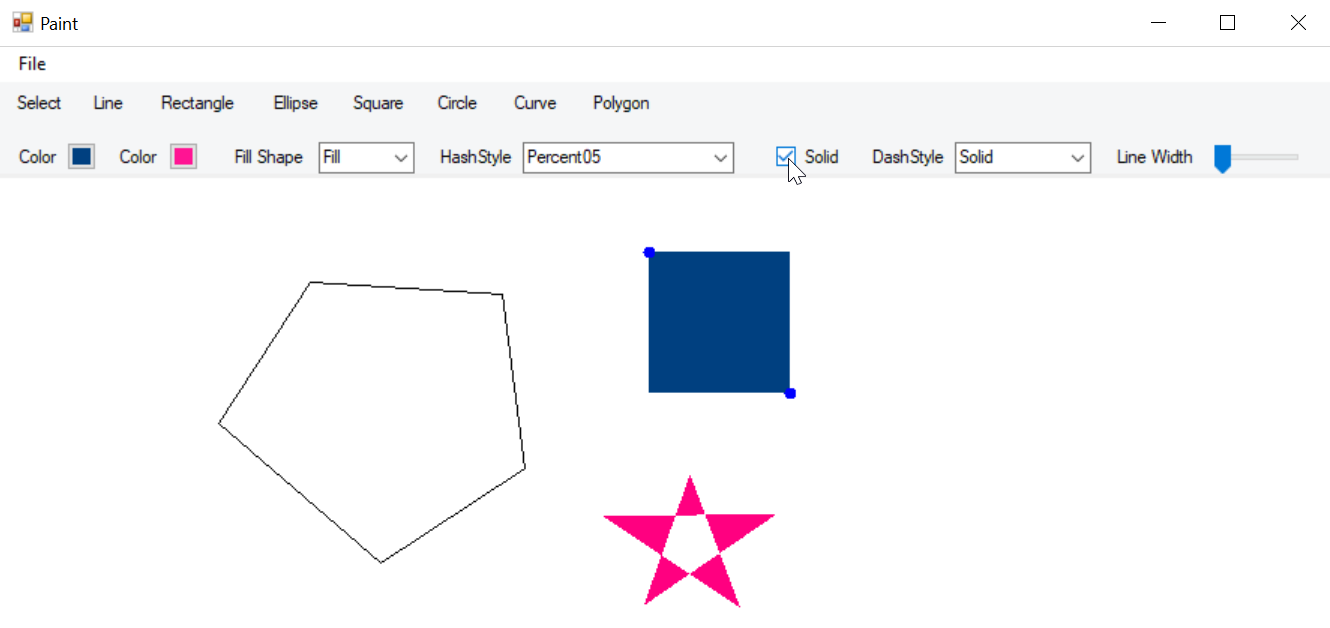 Paint
File
Select Line Rectangle Ellipse Square Circle Curve Polygon
Color Color Fill Shape Fill HashStyle Percent05 Solid DashStyle Solid Line Width